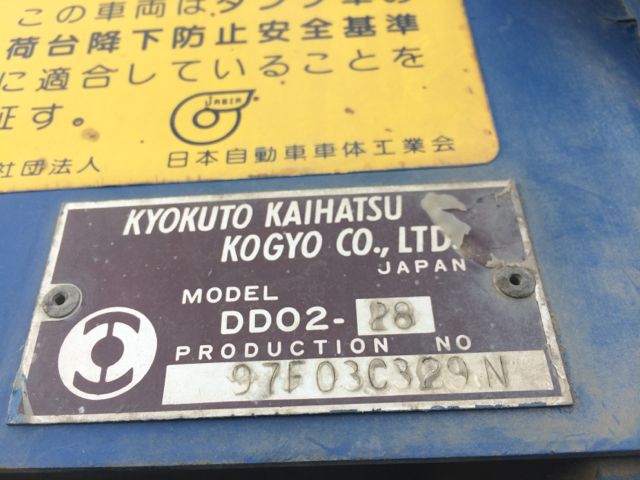 この車両はダンプ車の
荷台降下防止安全基準
に適合していることを
証す。
JABIA
社団法人 日本自動車車体工業会
KYOKUTO KAIHATSU
KOGYO CO., LTD.
JAPAN
MODEL
DD02-28
PRODUCTION NO
97F03C329N